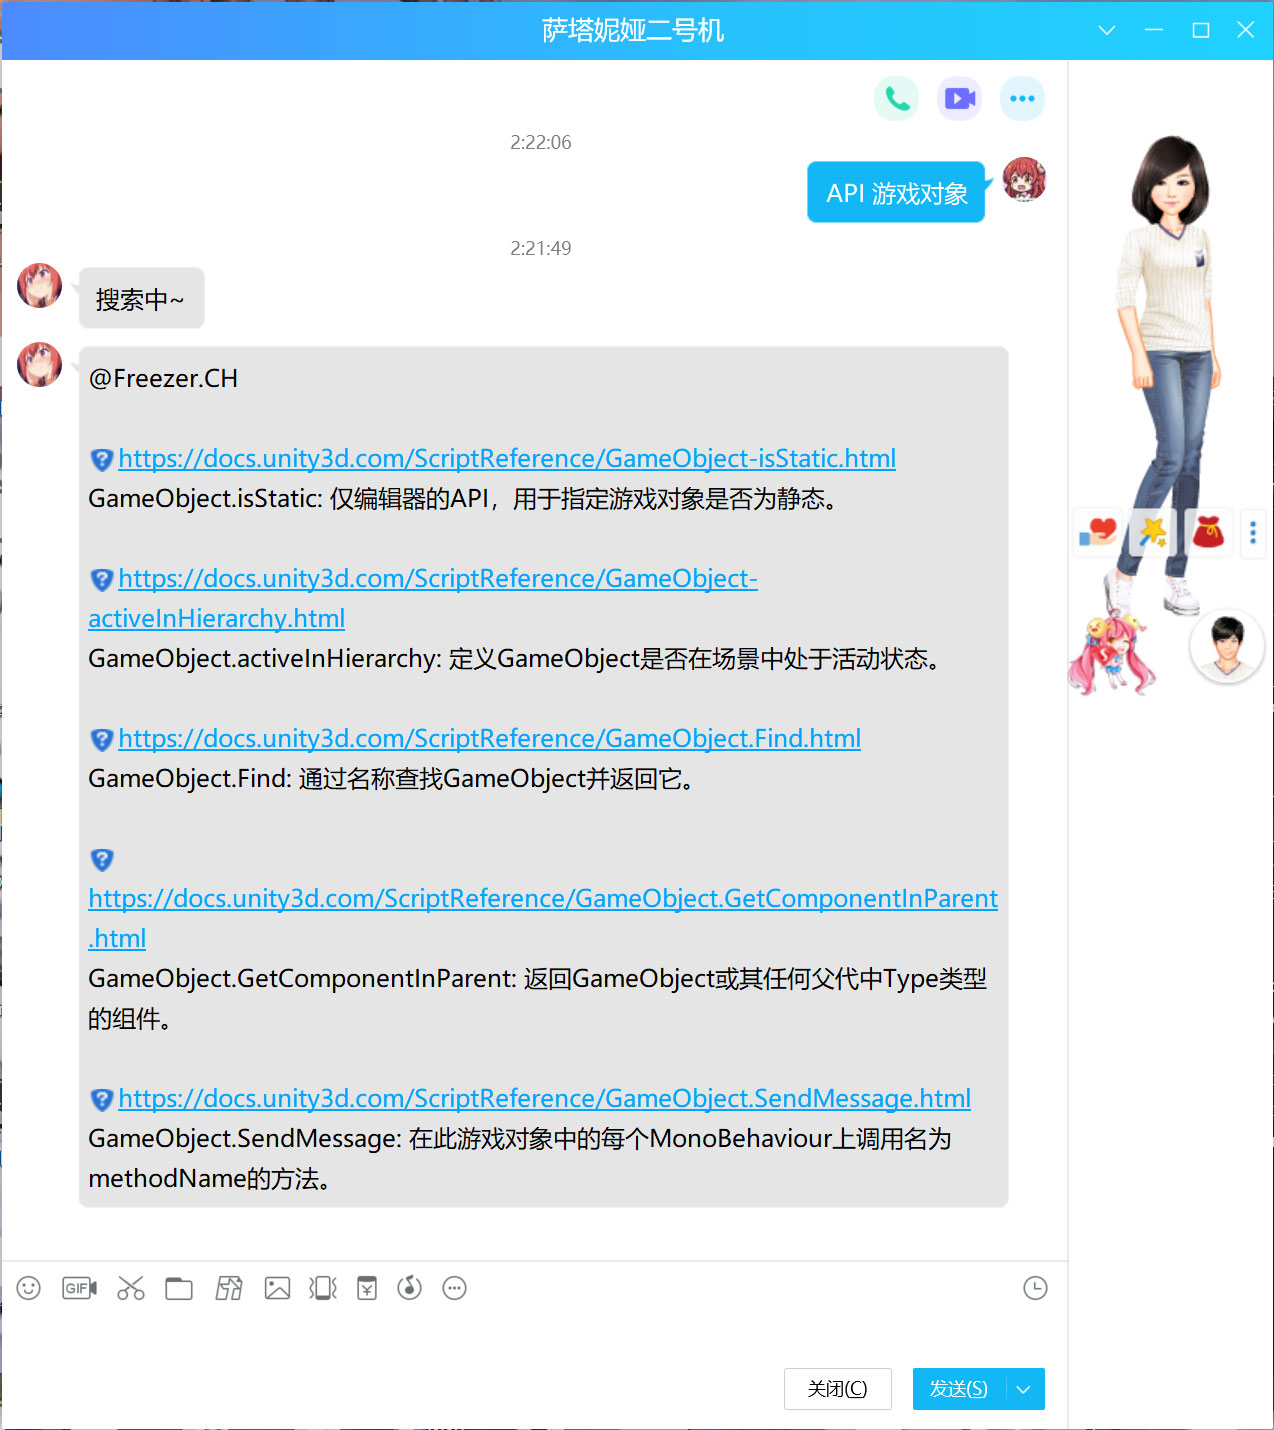 萨塔妮娅二号机
2:22:06
API 游戏对象
2:21:49
搜索中~
@Freezer.CH
https://docs.unity3d.com/ScriptReference/GameObject-isStatic.html
GameObject.isStatic: 仅编辑器的API，用于指定游戏对象是否为静态。
https://docs.unity3d.com/ScriptReference/GameObject-
activeInHierarchy.html
GameObject.activeInHierarchy: 定义GameObject是否在场景中处于活动状态。
https://docs.unity3d.com/ScriptReference/GameObject.Find.html
GameObject.Find: 通过名称查找GameObject并返回它。
https://docs.unity3d.com/ScriptReference/GameObject.GetComponentInParent
.html
GameObject.GetComponentInParent: 返回GameObject或其任何父代中Type类型
的组件。
https://docs.unity3d.com/ScriptReference/GameObject.SendMessage.html
GameObject.SendMessage: 在此游戏对象中的每个MonoBehaviour上调用名为
methodName的方法。
GIF
关闭(C)
发送(S)